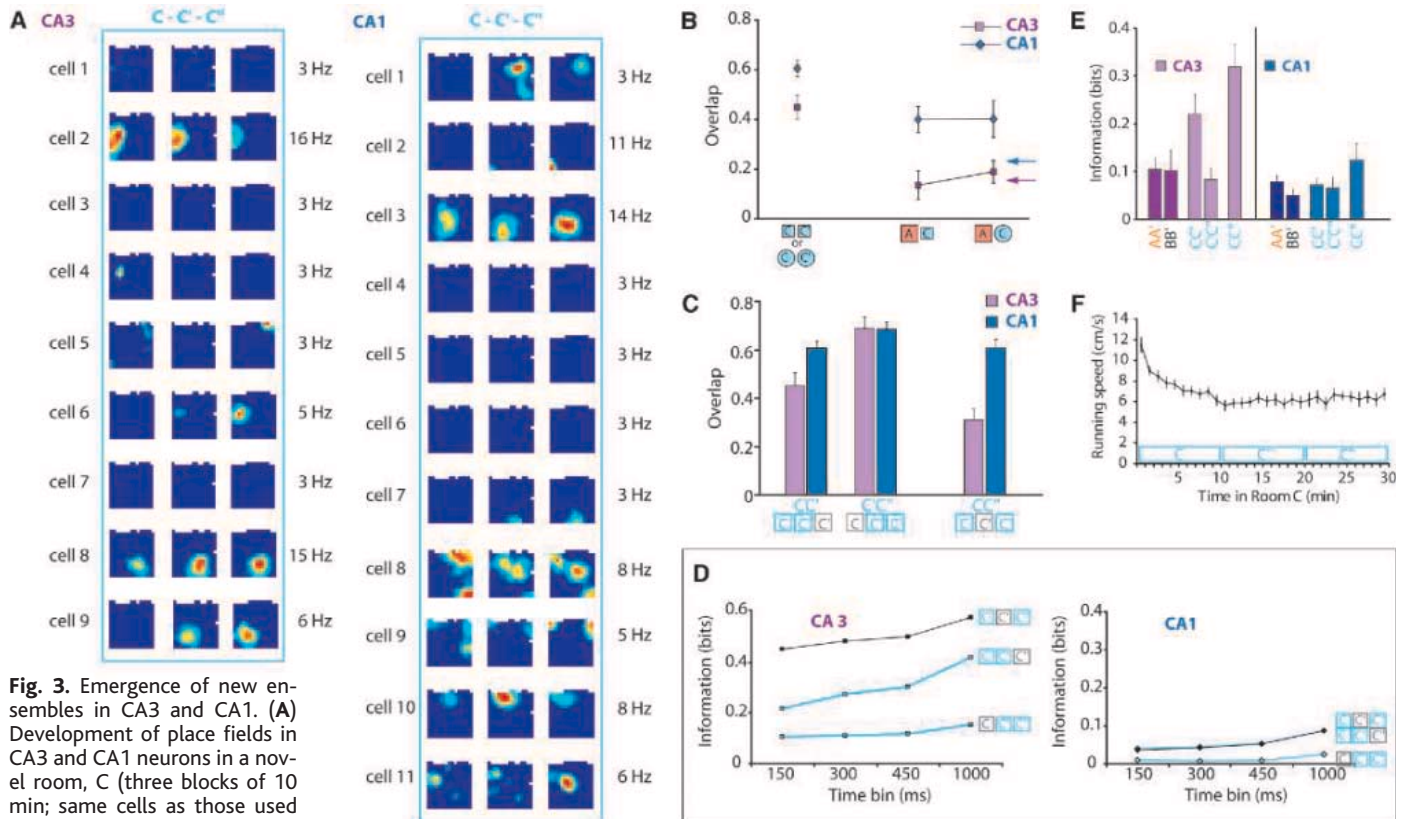 A CA3 C - C' - C"
cell 1 3 Hz
cell 2 16 Hz
cell 3 3 Hz
cell 4 3 Hz
cell 5 3 Hz
cell 6 5 Hz
cell 7 3 Hz
cell 8 15 Hz
cell 9 6 Hz
Fig. 3. Emergence of new en-
sembles in CA3 and CA1. (A)
Development of place fields in
CA3 and CA1 neurons in a nov-
el room, C (three blocks of 10
min; same cells as those used
CA1 C - C' - C"
cell 1 3 Hz
cell 2 11 Hz
cell 3 14 Hz
cell 4 3 Hz
cell 5 3 Hz
cell 6 3 Hz
cell 7 3 Hz
cell 8 8 Hz
cell 9 5 Hz
cell 10 8 Hz
cell 11 6 Hz
B
CA3
CA1
0.8
0.6
0.4
0.2
0
Overlap
or
A C
A C
C
CA3
CA1
0.8
0.6
0.4
0.2
0
Overlap
CC' C'C" CC"
D
CA 3
0.6
0.4
0.2
0
Information (bits)
150 300 450 1000
Time bin (ms)
CA1
0.4
0.3
0.2
0.1
0
Information (bits)
150 300 450 1000
Time bin (ms)
E
CA3 CA1
0.4
0.3
0.2
0.1
0
Information (bits)
AA' BB' CC' CC"
AA' BB' CC' CC"
F
14
12
10
8
6
4
2
0
Running speed (cm/s)
5 10 15 20 25 30
Time in Room C (min)